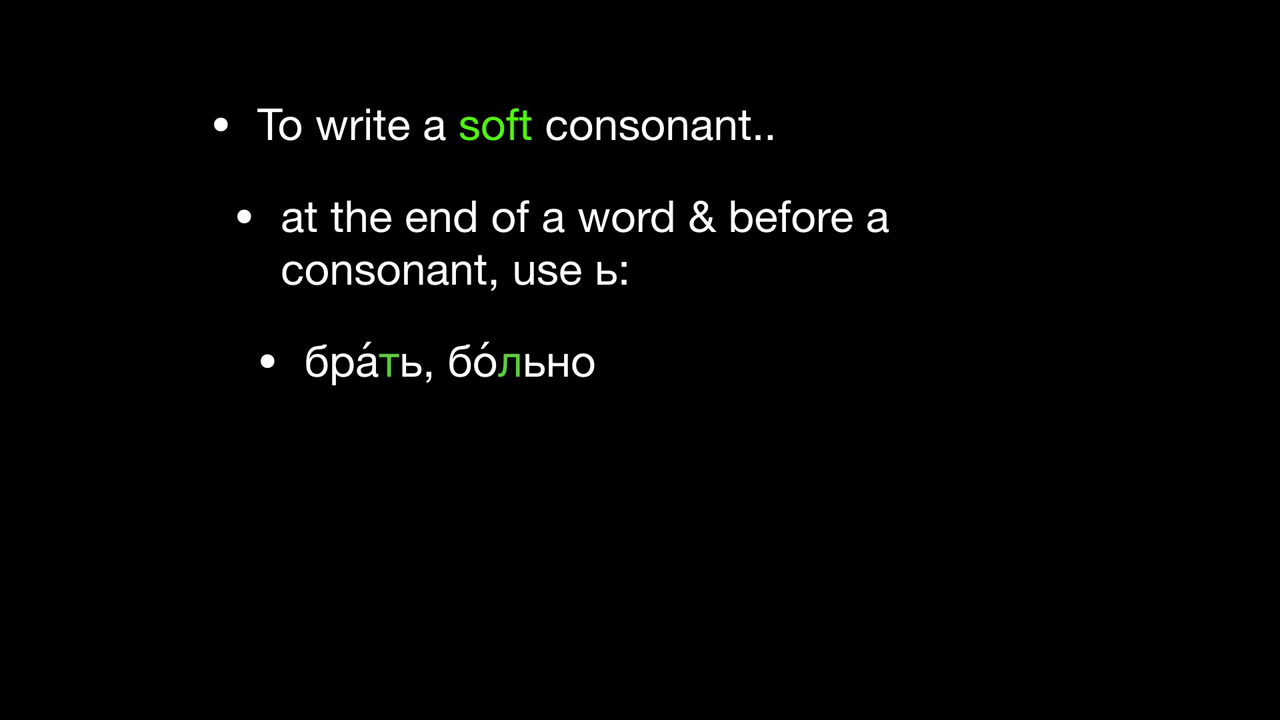 • To write a soft consonant..
• at the end of a word & before a
consonant, use ь:
• бра́ть, бо́льно